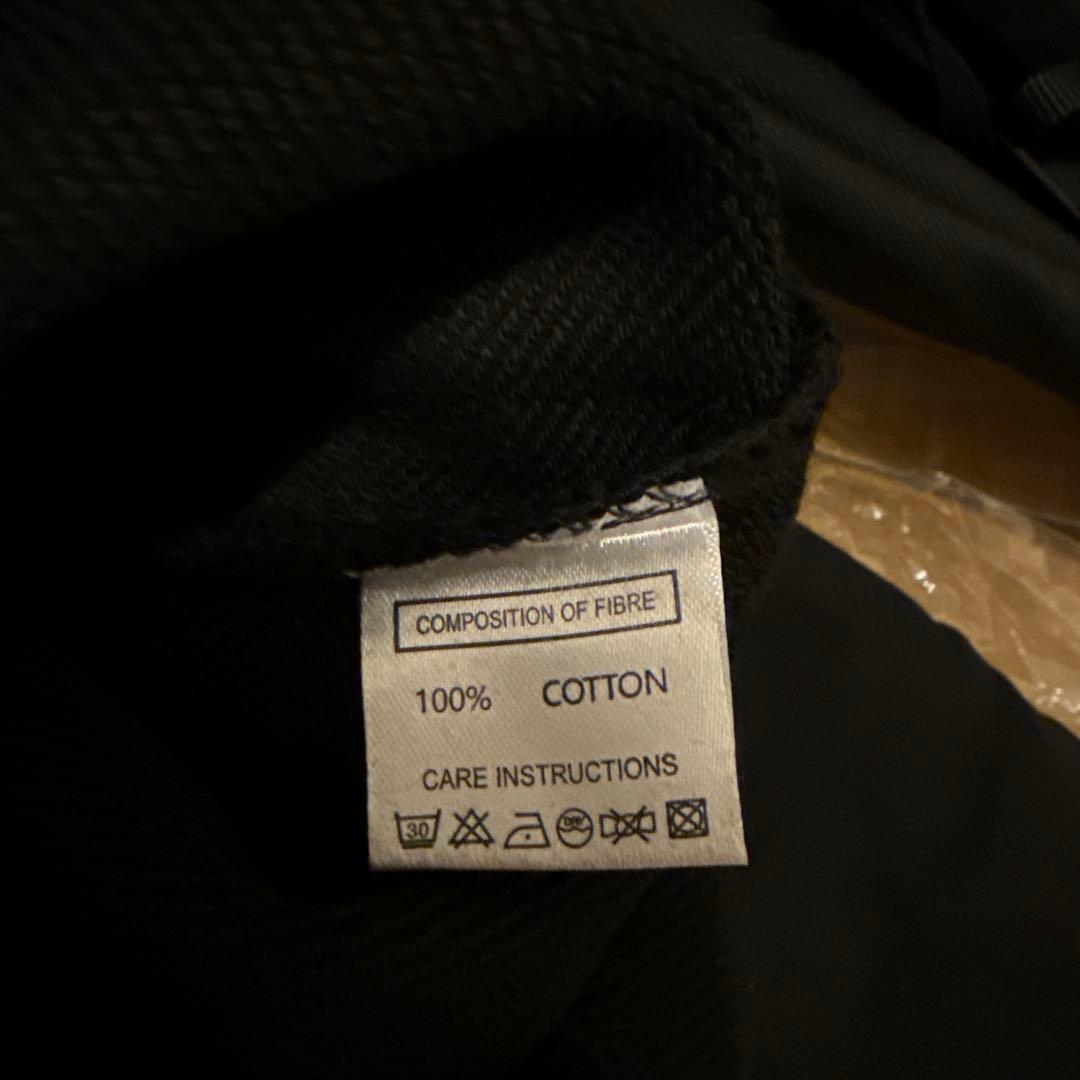 COMPOSITION OF FIBRE
100% COTTON
CARE INSTRUCTIONS
30